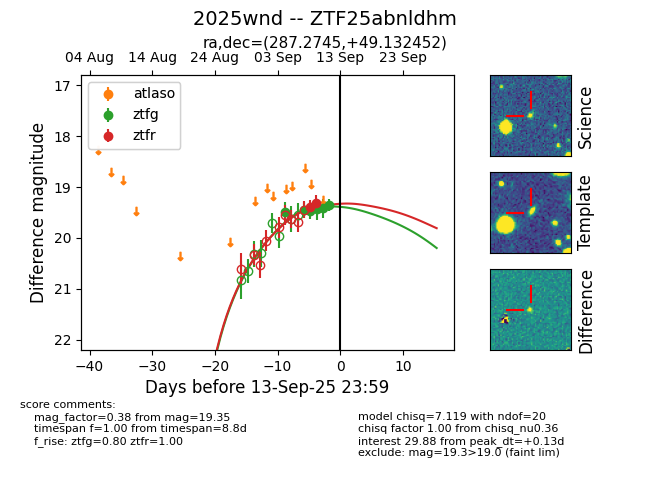 2025wnd -- ZTF25abnldhm
ra,dec=(287.2745,+49.132452)
04 Aug 14 Aug 24 Aug 03 Sep 13 Sep 23 Sep
17
18
19
20
21
22
Difference magnitude
atlaso
ztfg
ztfr
−40 −30 −20 −10 0 10
Days before 13-Sep-25 23:59
Science
Template
Difference
score comments:
mag_factor=0.38 from mag=19.35
timespan f=1.00 from timespan=8.8d
f_rise: ztfg=0.80 ztfr=1.00
model chisq=7.119 with ndof=20
chisq factor 1.00 from chisq_nu0.36
interest 29.88 from peak_dt=+0.13d
exclude: mag=19.3>19.0 (faint lim)